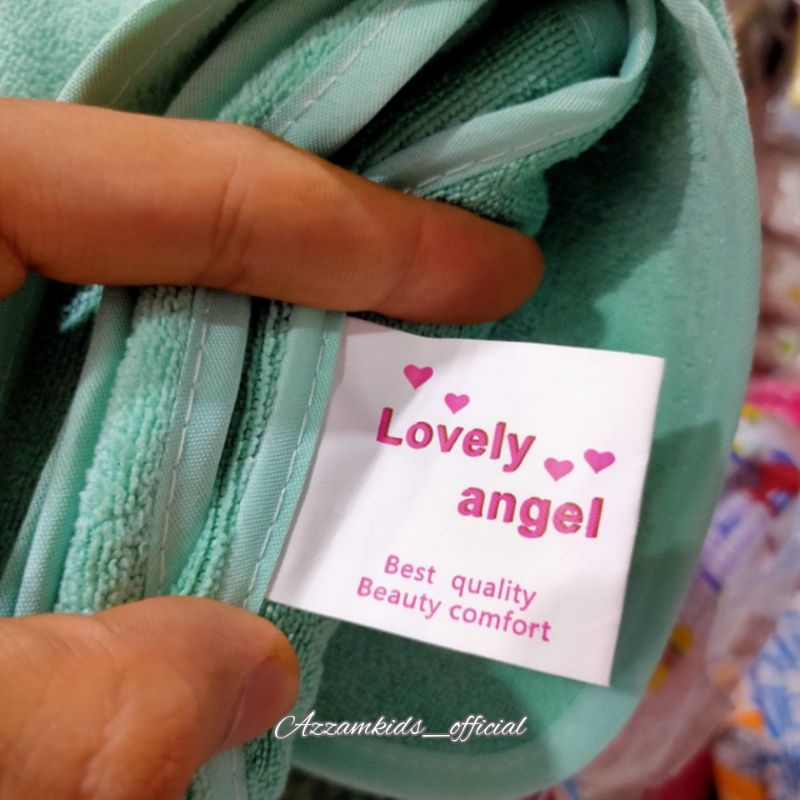 Lovely
angel
Best quality
Beauty comfort
Azzamkids_official